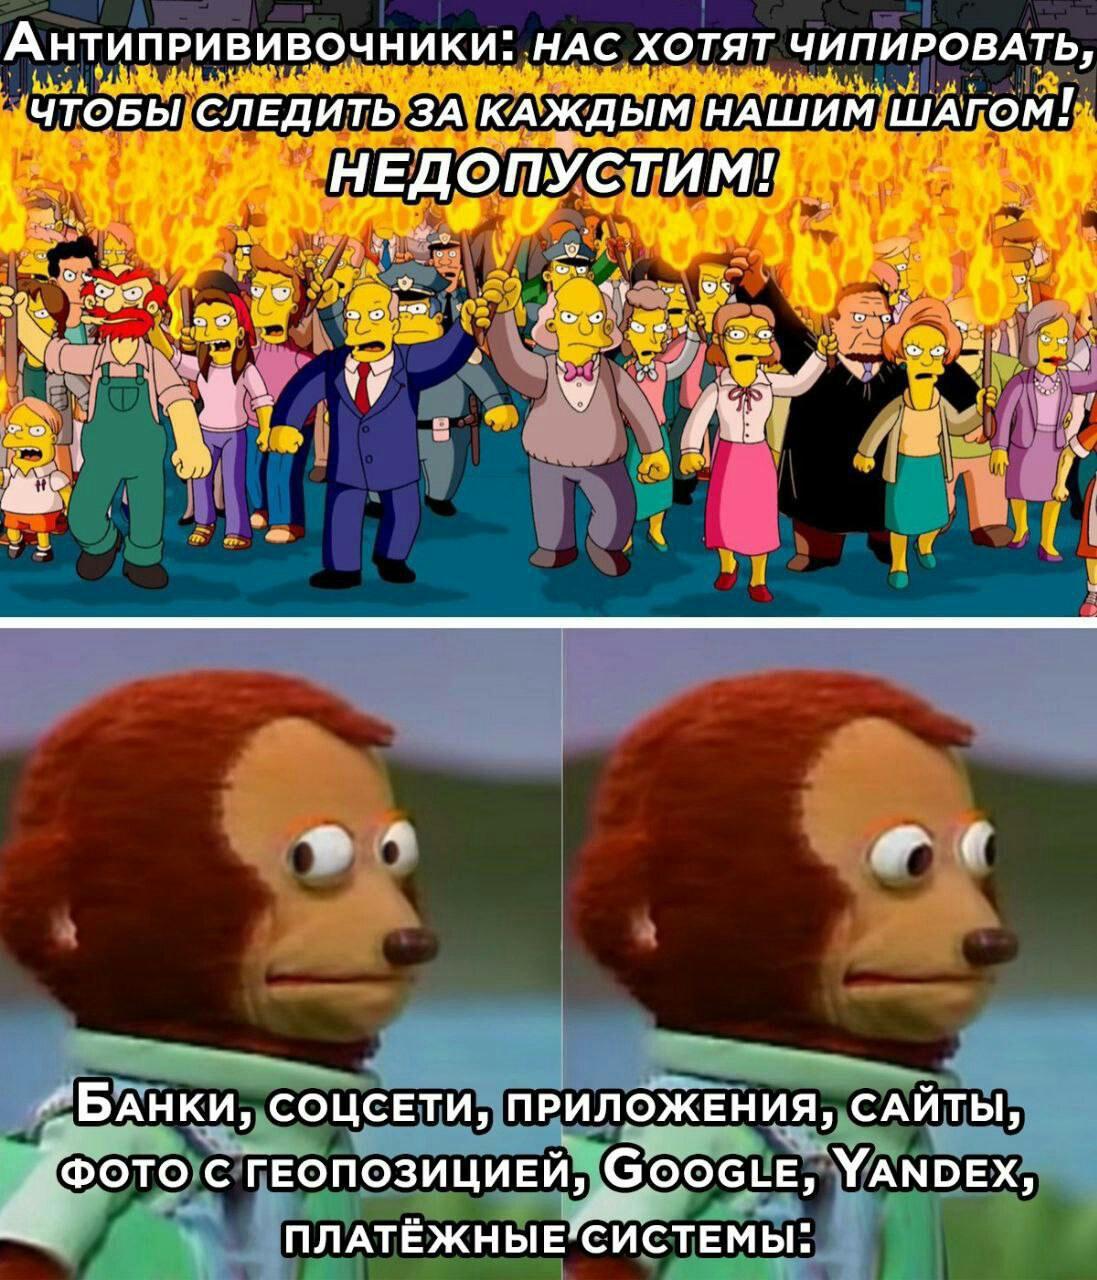 Антипрививочники: нас хотят чипировать,
чтобы следить за каждым нашим шагом!
НЕДОПУСТИМ!
Банки, соцсети, приложения, сайты,
фото с геопозицией, Google, Yandex,
платёжные системы: